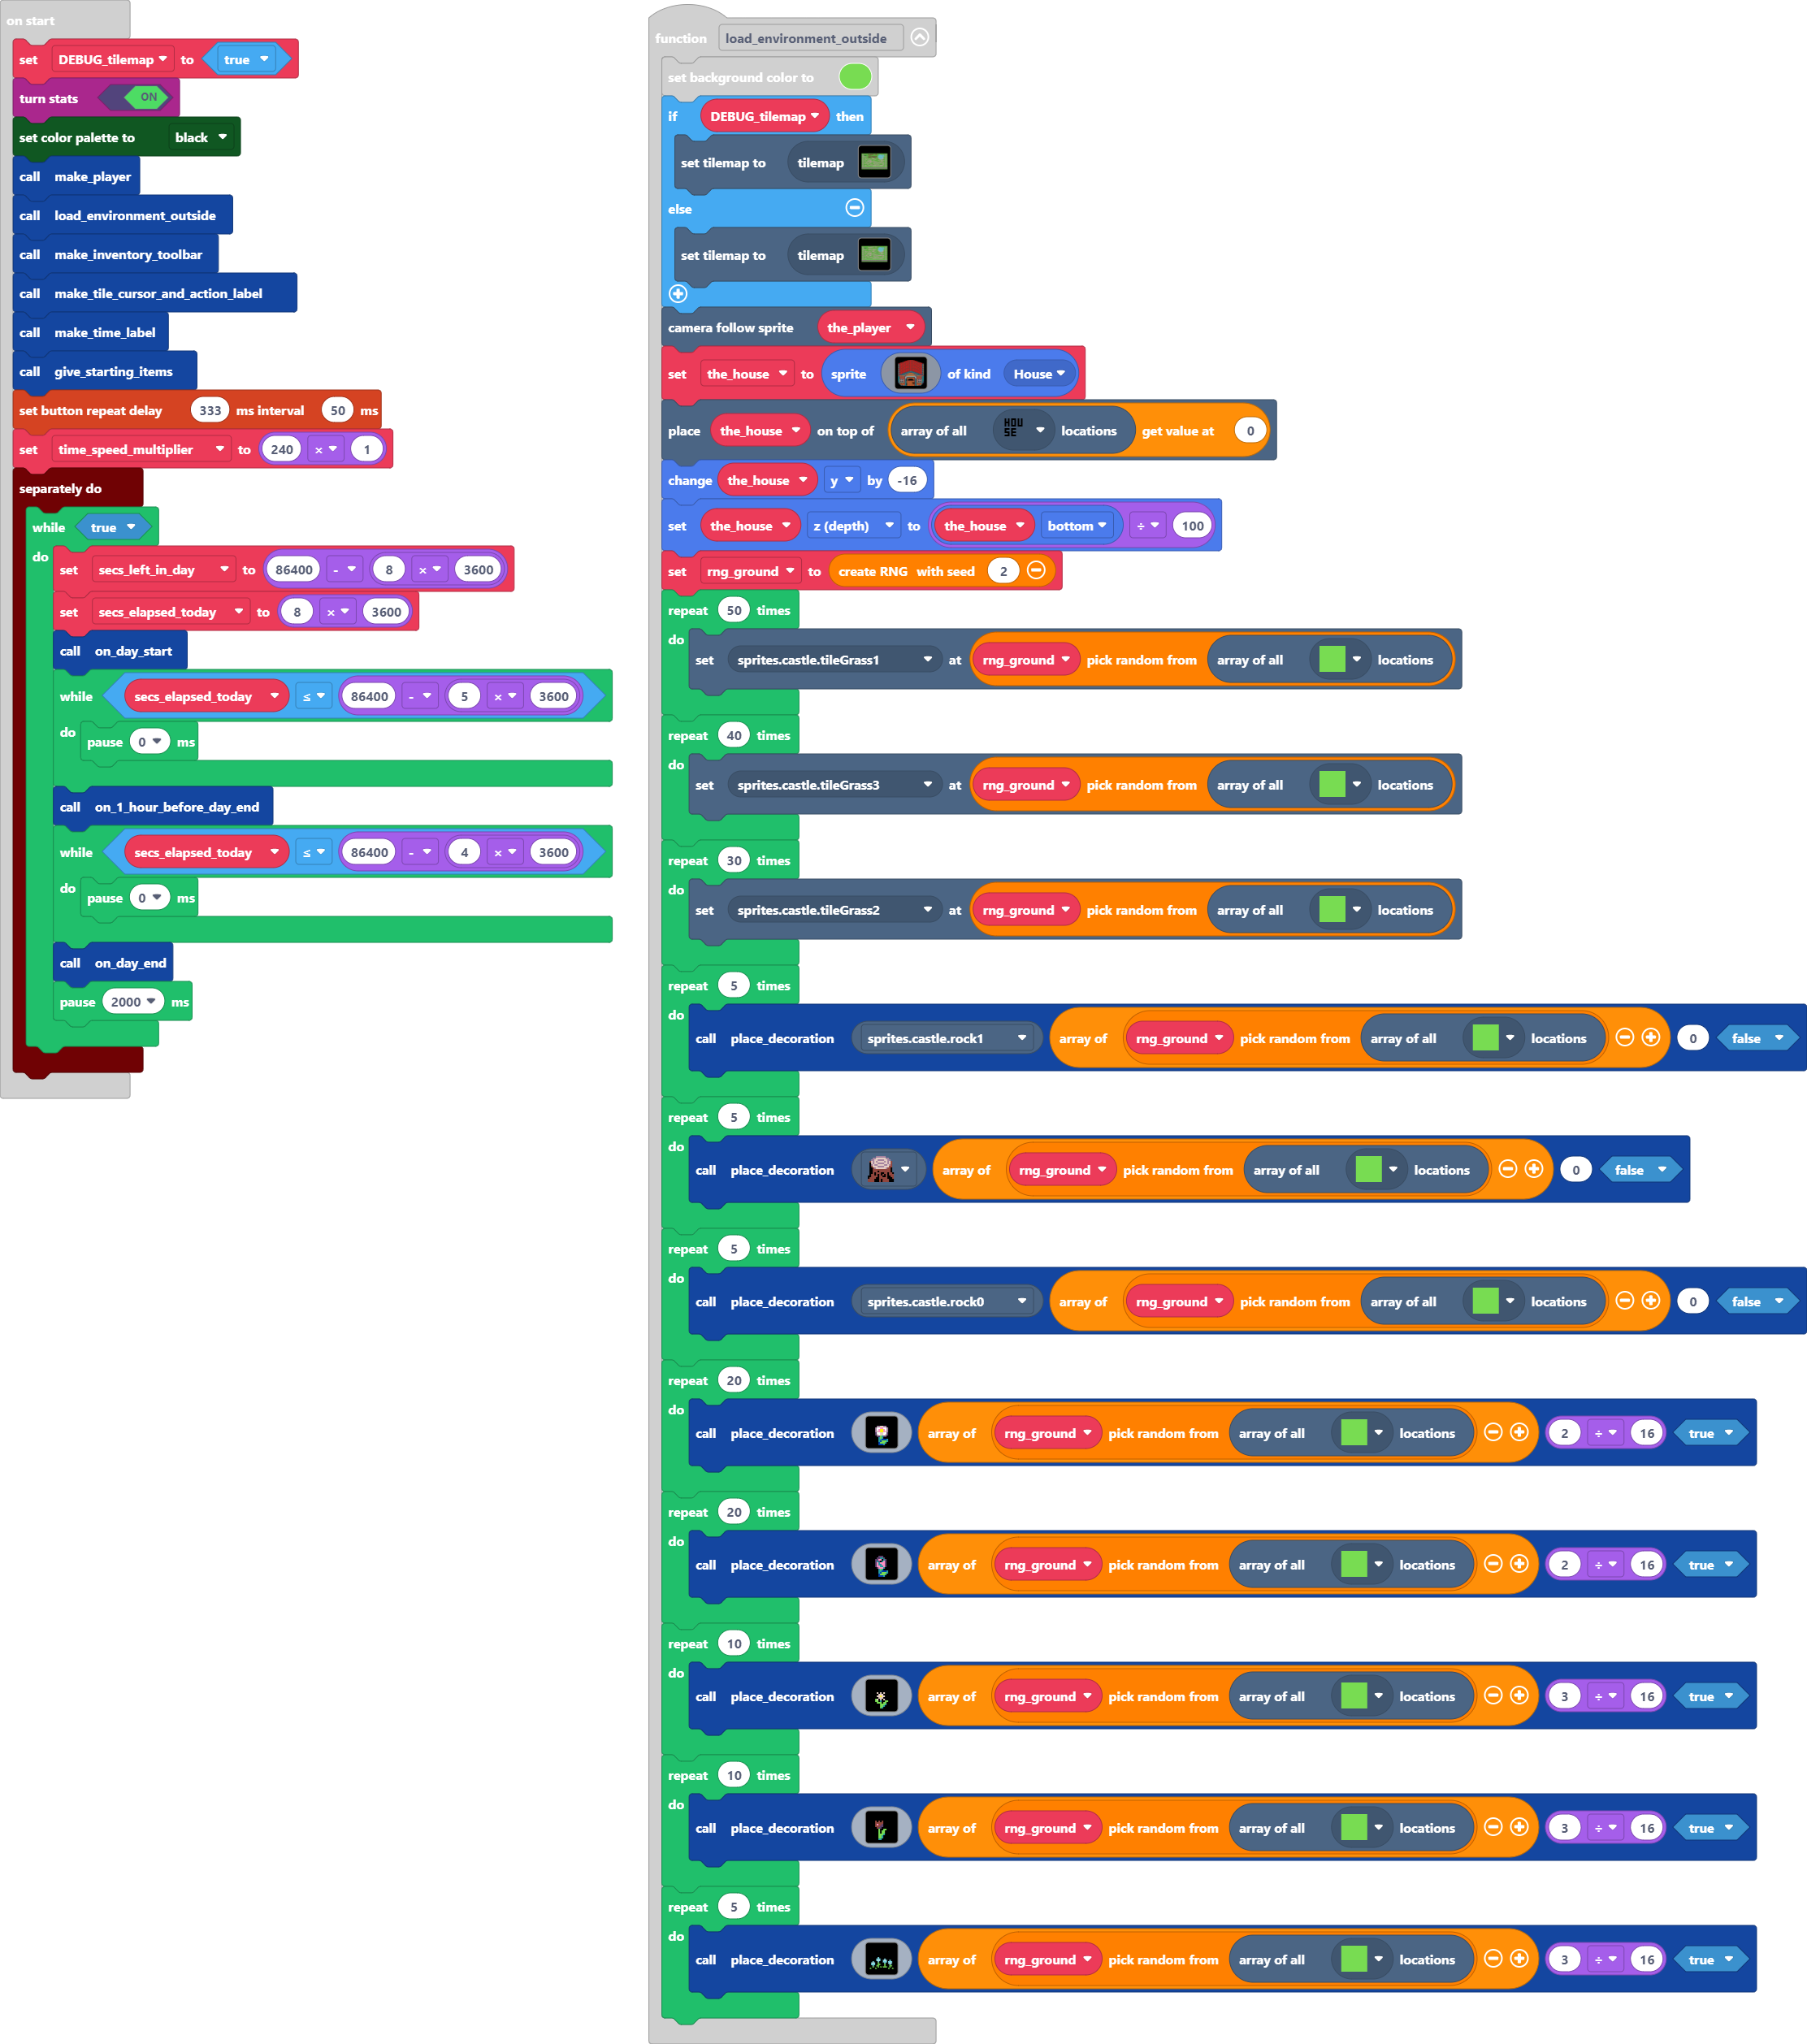 on start
set DEBUG_tilemap to true
turn stats ON
set color palette to black
call make_player
call load_environment_outside
call make_inventory_toolbar
call make_tile_cursor_and_action_label
call make_time_label
call give_starting_items
set button repeat delay 333 ms interval 50 ms
set time_speed_multiplier to 240 × 1
separately do
while true
do
set secs_left_in_day to 86400 - 8 × 3600
set secs_elapsed_today to 8 × 3600
call on_day_start
while secs_elapsed_today ≤ 86400 - 5 × 3600
do
pause 0 ms
call on_1_hour_before_day_end
while secs_elapsed_today ≤ 86400 - 4 × 3600
do
pause 0 ms
call on_day_end
pause 2000 ms
function load_environment_outside
set background color to
if DEBUG_tilemap then
set tilemap to tilemap
else
set tilemap to tilemap
camera follow sprite the_player
set the_house to sprite of kind House
place the_house on top of array of all HOUSE locations get value at 0
change the_house y by -16
set the_house z (depth) to the_house bottom ÷ 100
set rng_ground to create RNG with seed 2
repeat 50 times
do
set sprites.castle.tileGrass1 at rng_ground pick random from array of all locations
repeat 40 times
do
set sprites.castle.tileGrass3 at rng_ground pick random from array of all locations
repeat 30 times
do
set sprites.castle.tileGrass2 at rng_ground pick random from array of all locations
repeat 5 times
do
call place_decoration sprites.castle.rock1 array of rng_ground pick random from array of all locations 0 false
repeat 5 times
do
call place_decoration array of rng_ground pick random from array of all locations 0 false
repeat 5 times
do
call place_decoration sprites.castle.rock0 array of rng_ground pick random from array of all locations 0 false
repeat 20 times
do
call place_decoration array of rng_ground pick random from array of all locations 2 ÷ 16 true
repeat 20 times
do
call place_decoration array of rng_ground pick random from array of all locations 2 ÷ 16 true
repeat 10 times
do
call place_decoration array of rng_ground pick random from array of all locations 3 ÷ 16 true
repeat 10 times
do
call place_decoration array of rng_ground pick random from array of all locations 3 ÷ 16 true
repeat 5 times
do
call place_decoration array of rng_ground pick random from array of all locations 3 ÷ 16 true